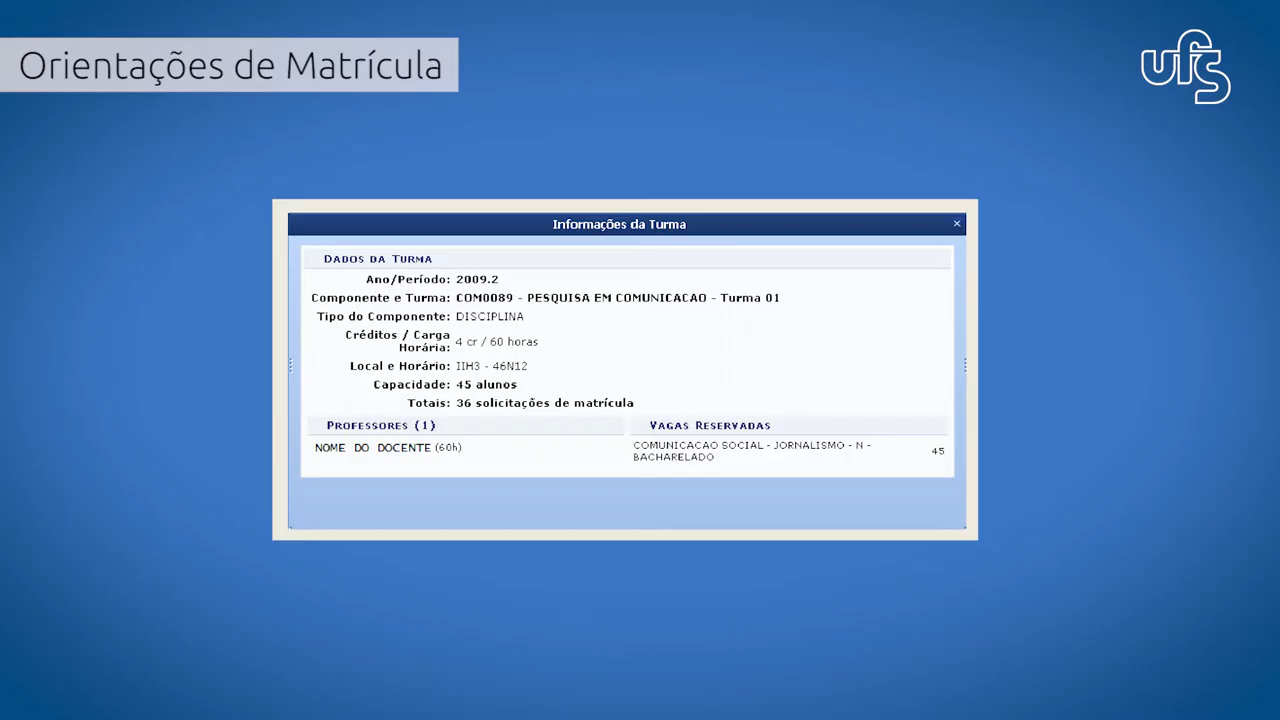 Orientações de Matrícula
ufs
Informações da Turma
×
DADOS DA TURMA
Ano/Período: 2009.2
Componente e Turma: COM0089 - PESQUISA EM COMUNICACAO - Turma 01
Tipo do Componente: DISCIPLINA
Créditos / Carga
Horária: 4 cr / 60 horas
Local e Horário: IIH3 - 46N12
Capacidade: 45 alunos
Totais: 36 solicitações de matrícula
PROFESSORES (1)
NOME DO DOCENTE (60h)
VAGAS RESERVADAS
COMUNICACAO SOCIAL - JORNALISMO - N -
BACHARELADO 45